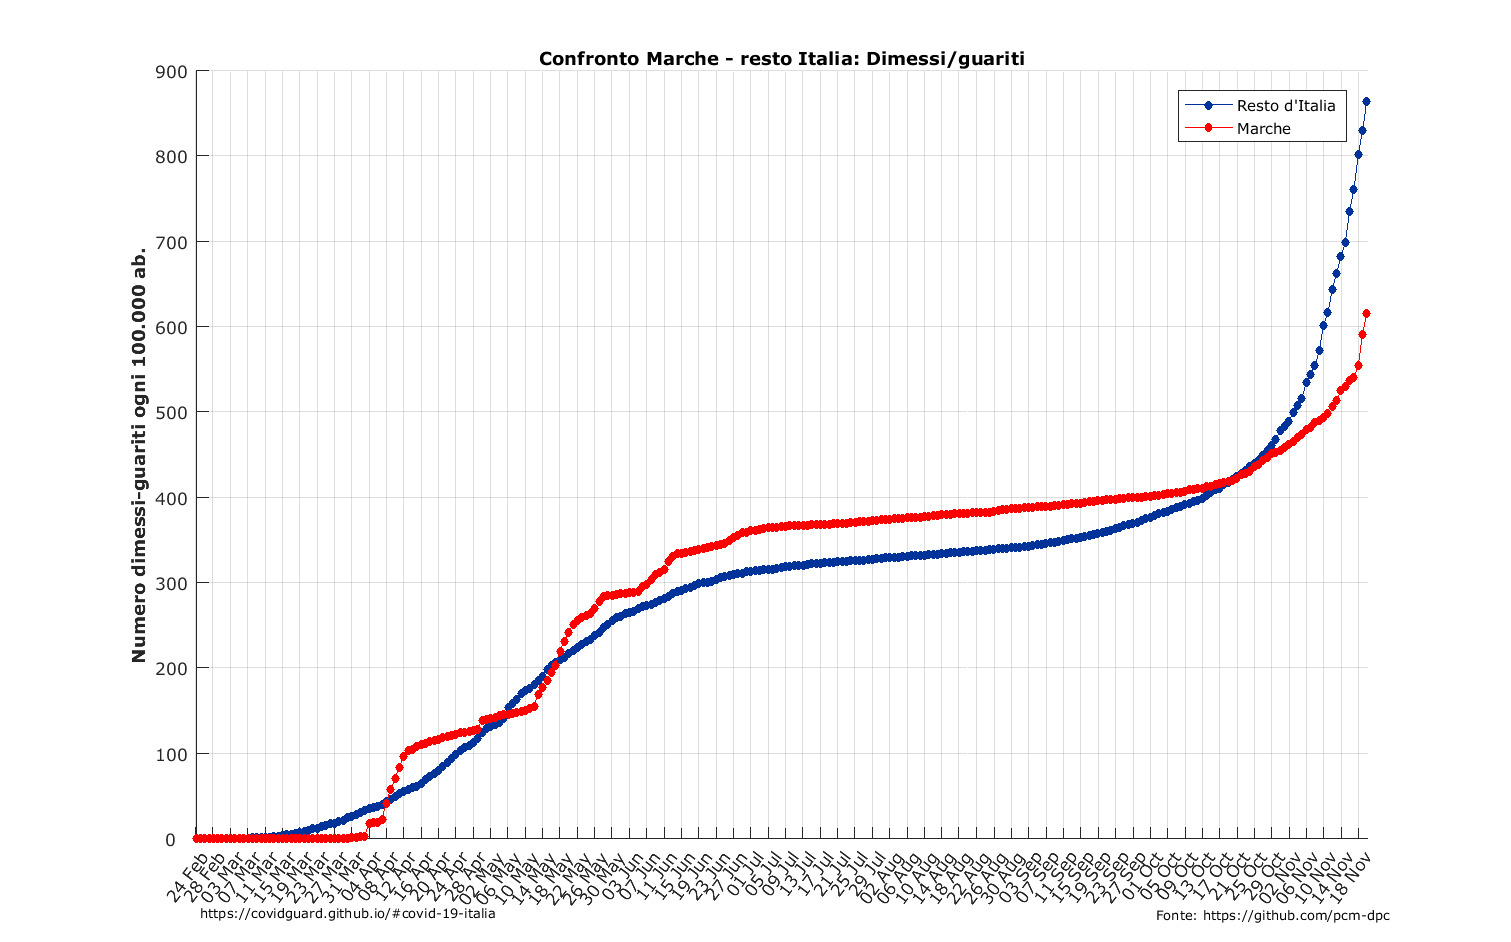 Confronto Marche - resto Italia: Dimessi/guariti
Numero dimessi-guariti ogni 100.000 ab.
900
800
700
600
500
400
300
200
100
0
Resto d'Italia
Marche
24 Feb
28 Feb
03 Mar
07 Mar
11 Mar
15 Mar
19 Mar
23 Mar
27 Mar
31 Mar
04 Apr
08 Apr
12 Apr
16 Apr
20 Apr
24 Apr
28 Apr
02 May
06 May
10 May
14 May
18 May
22 May
26 May
30 May
03 Jun
07 Jun
11 Jun
15 Jun
19 Jun
23 Jun
27 Jun
01 Jul
05 Jul
09 Jul
13 Jul
17 Jul
21 Jul
25 Jul
29 Jul
02 Aug
06 Aug
10 Aug
14 Aug
18 Aug
22 Aug
26 Aug
30 Aug
03 Sep
07 Sep
11 Sep
15 Sep
19 Sep
23 Sep
27 Sep
01 Oct
05 Oct
09 Oct
13 Oct
17 Oct
21 Oct
25 Oct
29 Oct
02 Nov
06 Nov
10 Nov
14 Nov
18 Nov
https://covidguard.github.io/#covid-19-italia
Fonte: https://github.com/pcm-dpc